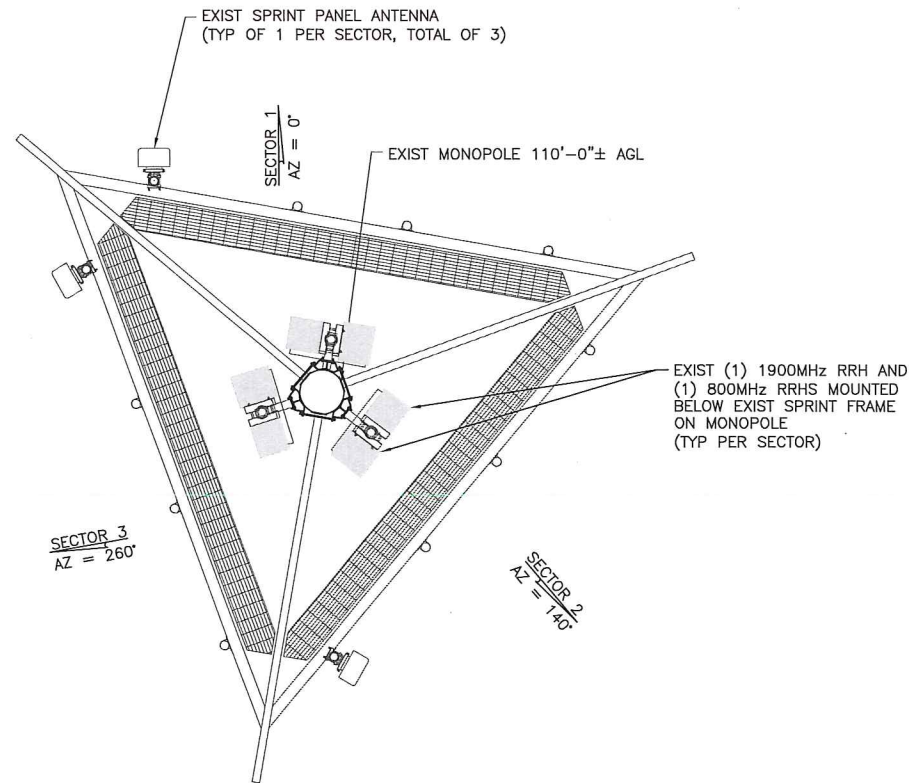 EXIST SPRINT PANEL ANTENNA
(TYP OF 1 PER SECTOR, TOTAL OF 3)
SECTOR 1
AZ = 0°
EXIST MONOPOLE 110'-0"± AGL
EXIST (1) 1900MHz RRH AND
(1) 800MHz RRHS MOUNTED
BELOW EXIST SPRINT FRAME
ON MONOPOLE
(TYP PER SECTOR)
SECTOR 3
AZ = 260°
SECTOR 2
AZ = 140°